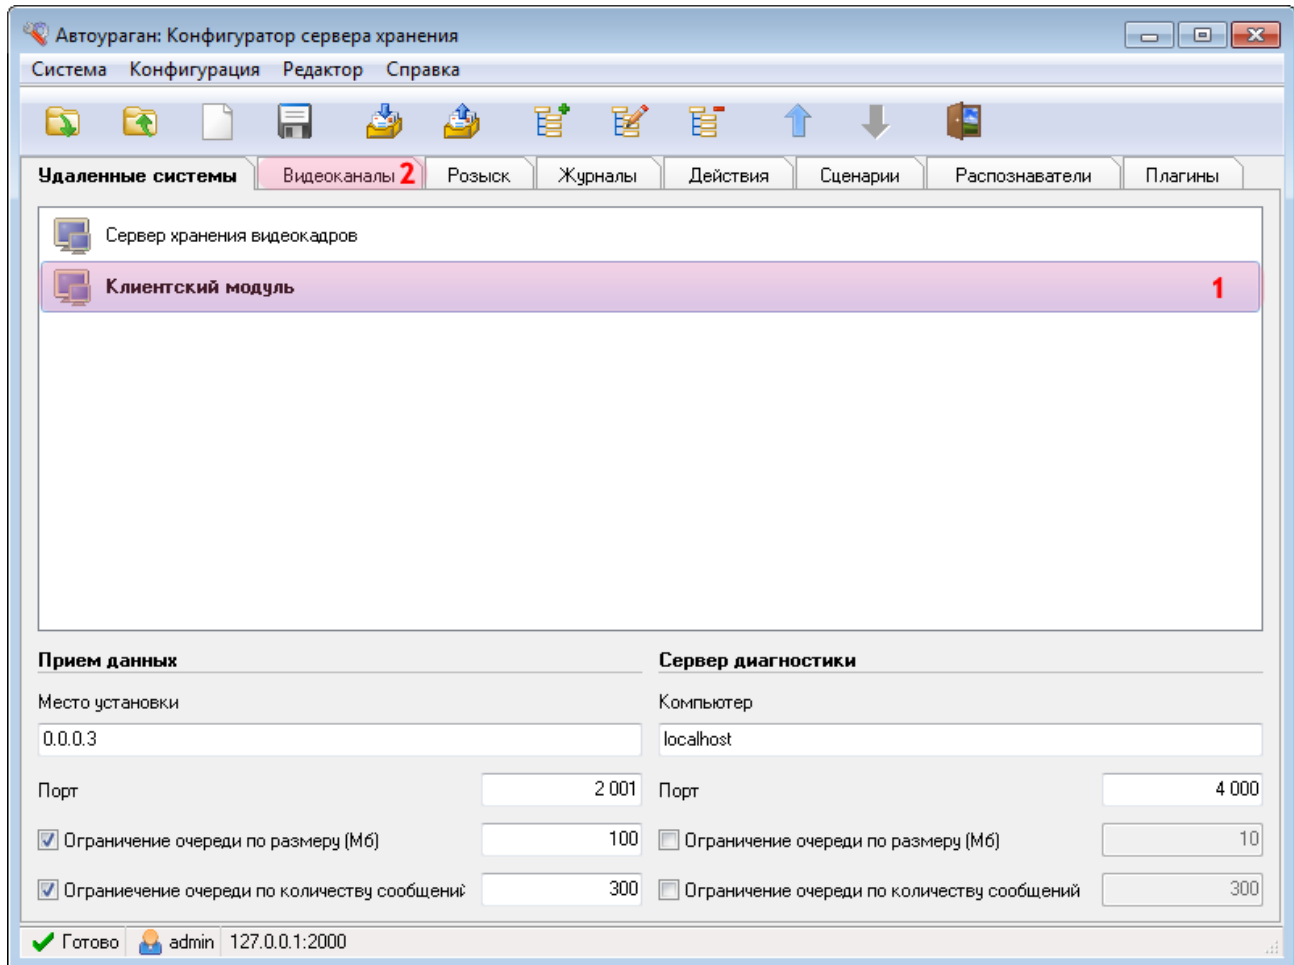 Автоураган: Конфигуратор сервера хранения
Система Конфигурация Редактор Справка
Удаленные системы Видеоканалы 2 Розыск Журналы Действия Сценарии Распознаватели Плагины
Сервер хранения видеокадров
Клиентский модуль 1
Прием данных Сервер диагностики
Место установки Компьютер
0.0.0.3 localhost
Порт 2 001 Порт 4 000
Ограничение очереди по размеру (Мб) 100 Ограничение очереди по размеру (Мб) 10
Ограниечение очереди по количеству сообщений 300 Ограничение очереди по количеству сообщений 300
Готово admin 127.0.0.1:2000